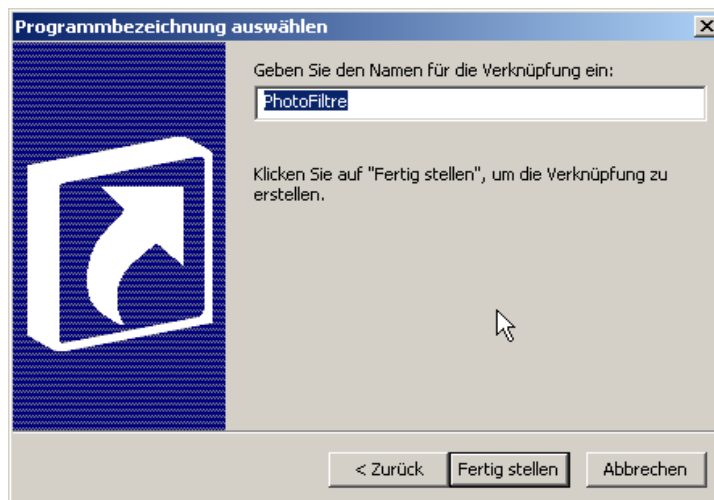 Programmbezeichnung auswählen
Geben Sie den Namen für die Verknüpfung ein:
PhotoFiltre
Klicken Sie auf "Fertig stellen", um die Verknüpfung zu
erstellen.
< Zurück Fertig stellen Abbrechen